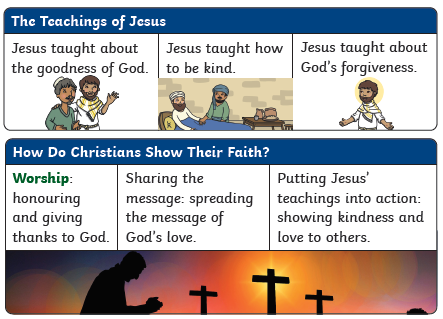 The Teachings of Jesus
Jesus taught about
the goodness of God.
Jesus taught how
to be kind.
Jesus taught about
God's forgiveness.
How Do Christians Show Their Faith?
Worship:
honouring
and giving
thanks to God.
Sharing the
message: spreading
the message of
God's love.
Putting Jesus'
teachings into action:
showing kindness and
love to others.